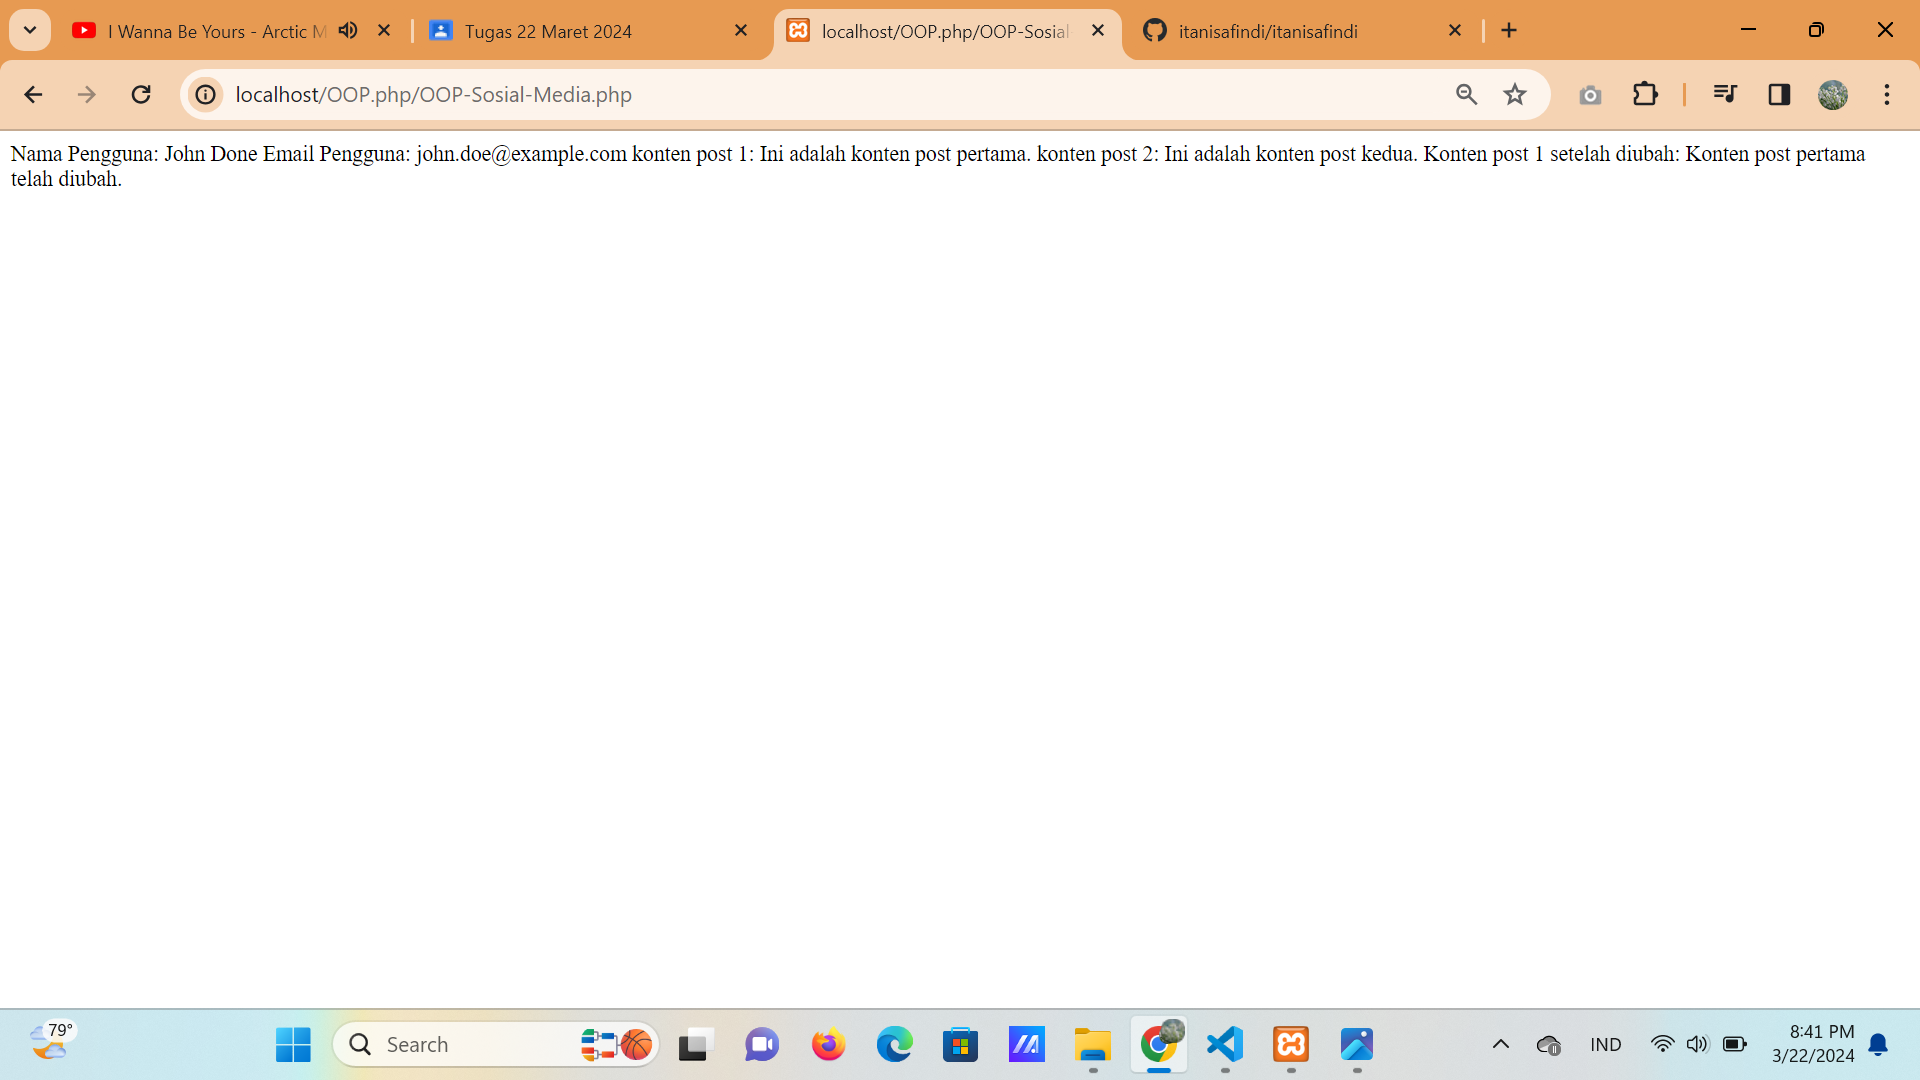 I Wanna Be Yours - Arctic M
Tugas 22 Maret 2024
localhost/OOP.php/OOP-Sosial-
itanisafindi/itanisafindi
localhost/OOP.php/OOP-Sosial-Media.php
Nama Pengguna: John Done Email Pengguna: john.doe@example.com konten post 1: Ini adalah konten post pertama. konten post 2: Ini adalah konten post kedua. Konten post 1 setelah diubah: Konten post pertama
telah diubah.
79°
Search
IND
8:41 PM
3/22/2024